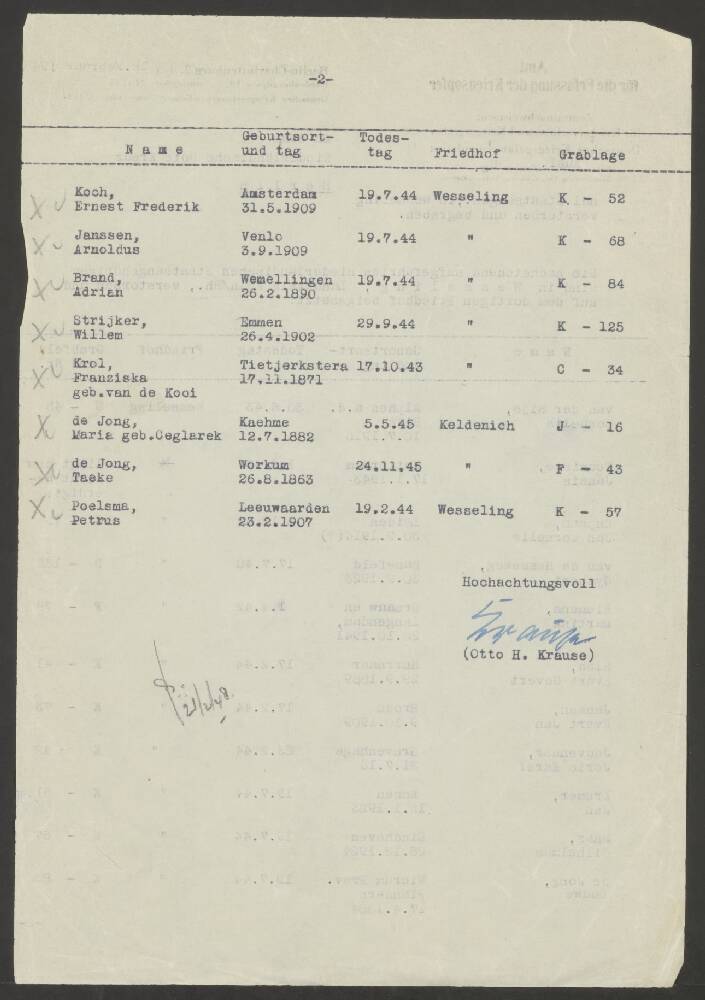 -2-
Name Geburtsort- und tag Todes- tag Friedhof Grablage
Koch, Amsterdam 19.7.44 Wesseling K - 52
Ernest Frederik 31.5.1909
Janssen, Venlo 19.7.44 " K - 68
Arnoldus 3.9.1909
Brand, Wemellingen 19.7.44 " K - 84
Adrian 26.2.1890
Strijker, Emmen 29.9.44 " K - 125
Willem 26.4.1902
Krol, Tietjerkstera 17.10.43 " C - 34
Franziska 17.11.1871
geb.van de Kooi
de Jong, Kaehme 5.5.45 Keldenich J - 16
Maria geb.Ceglarek 12.7.1882
de Jong, Workum 24.11.45 " F - 43
Taeke 26.8.1863
Poelsma, Leeuwaarden 19.2.44 Wesseling K - 57
Petrus 23.2.1907
Hochachtungsvoll
Krause
(Otto H. Krause)